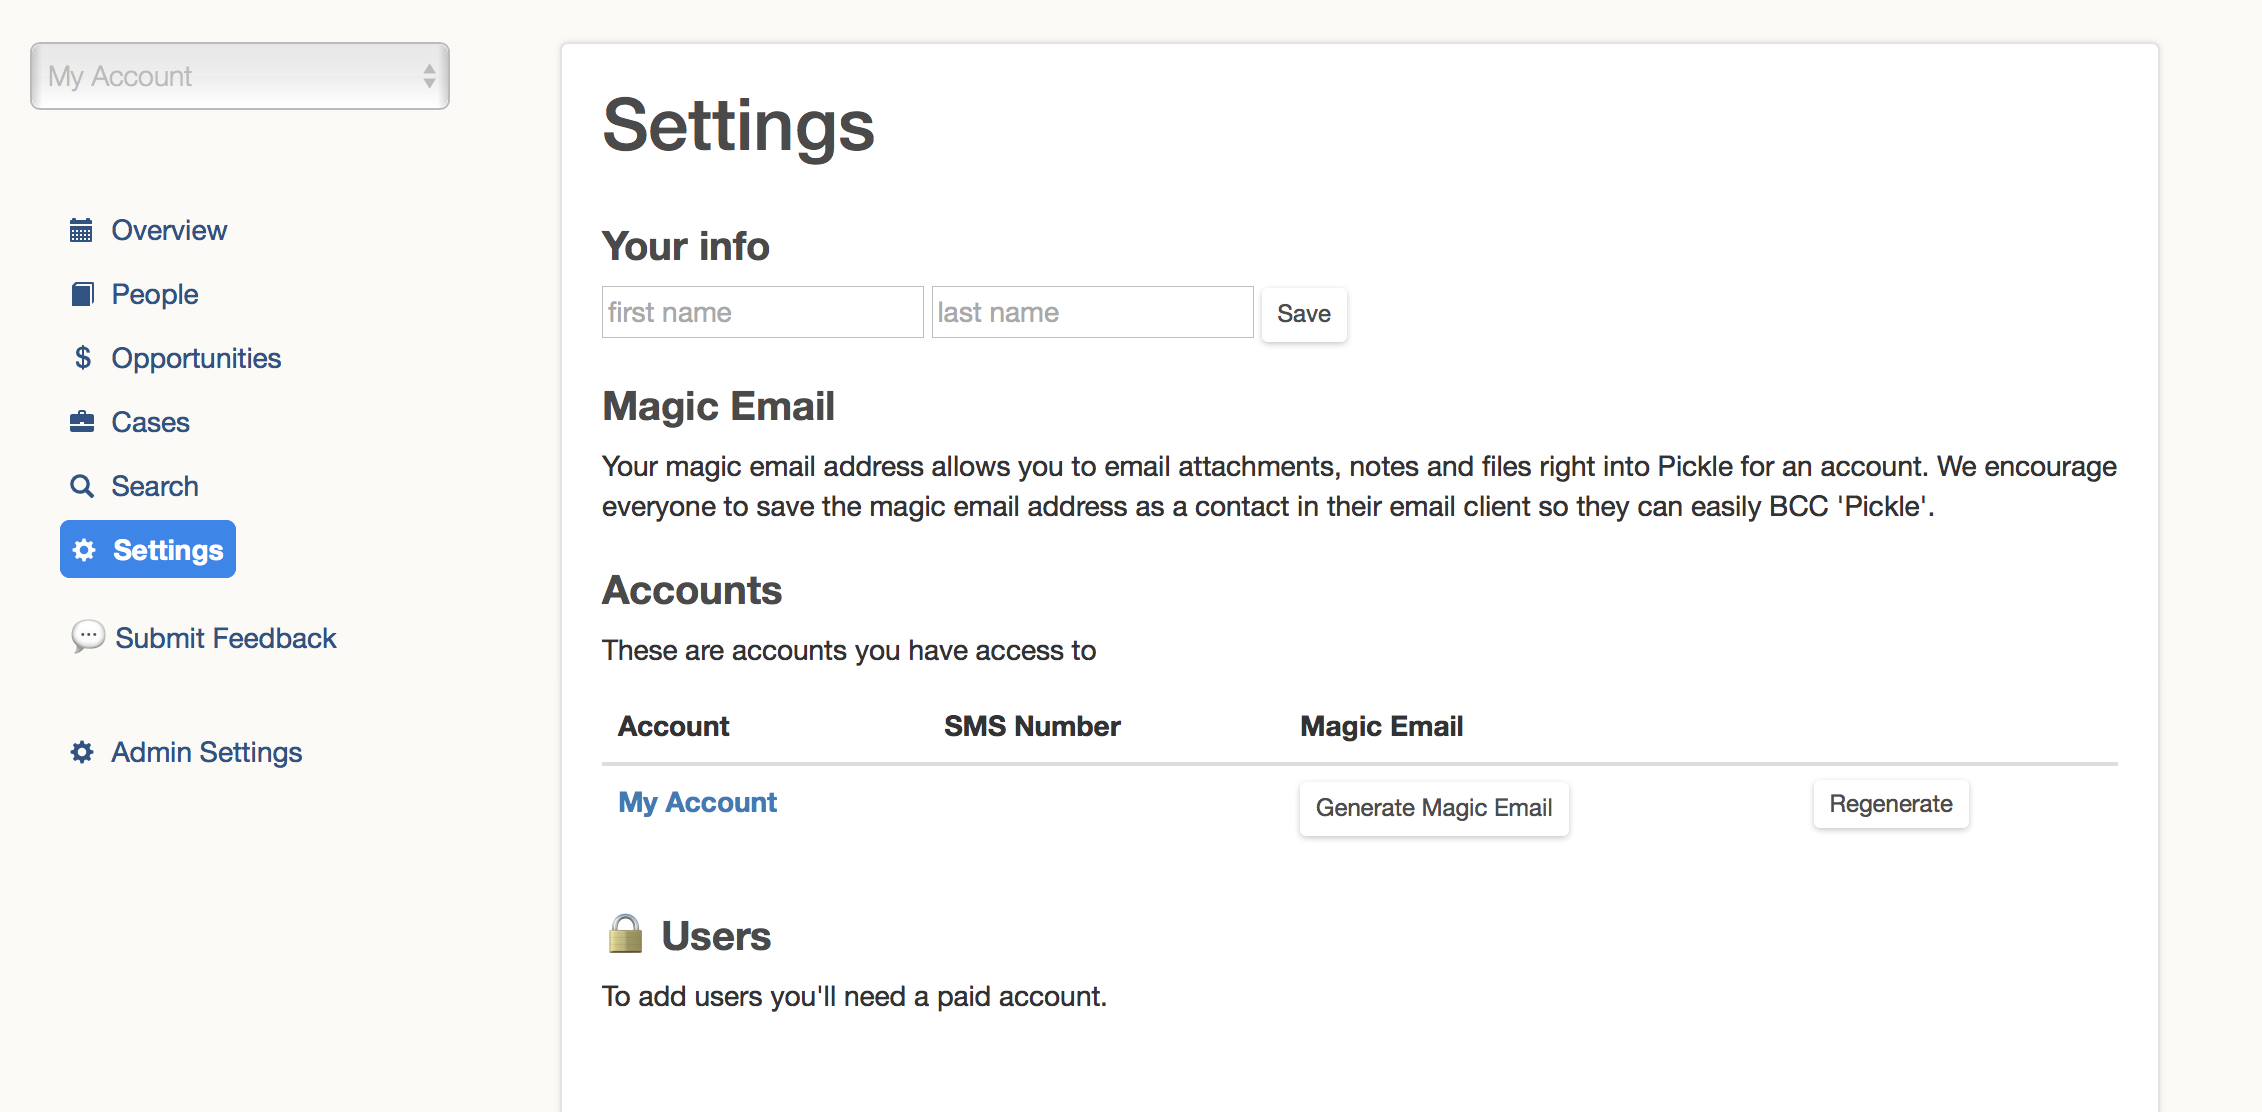 My Account
Overview
People
Opportunities
Cases
Search
Settings
Submit Feedback
Admin Settings
Settings
Your info
first name last name Save
Magic Email
Your magic email address allows you to email attachments, notes and files right into Pickle for an account. We encourage
everyone to save the magic email address as a contact in their email client so they can easily BCC 'Pickle'.
Accounts
These are accounts you have access to
Account SMS Number Magic Email
My Account Generate Magic Email Regenerate
Users
To add users you'll need a paid account.